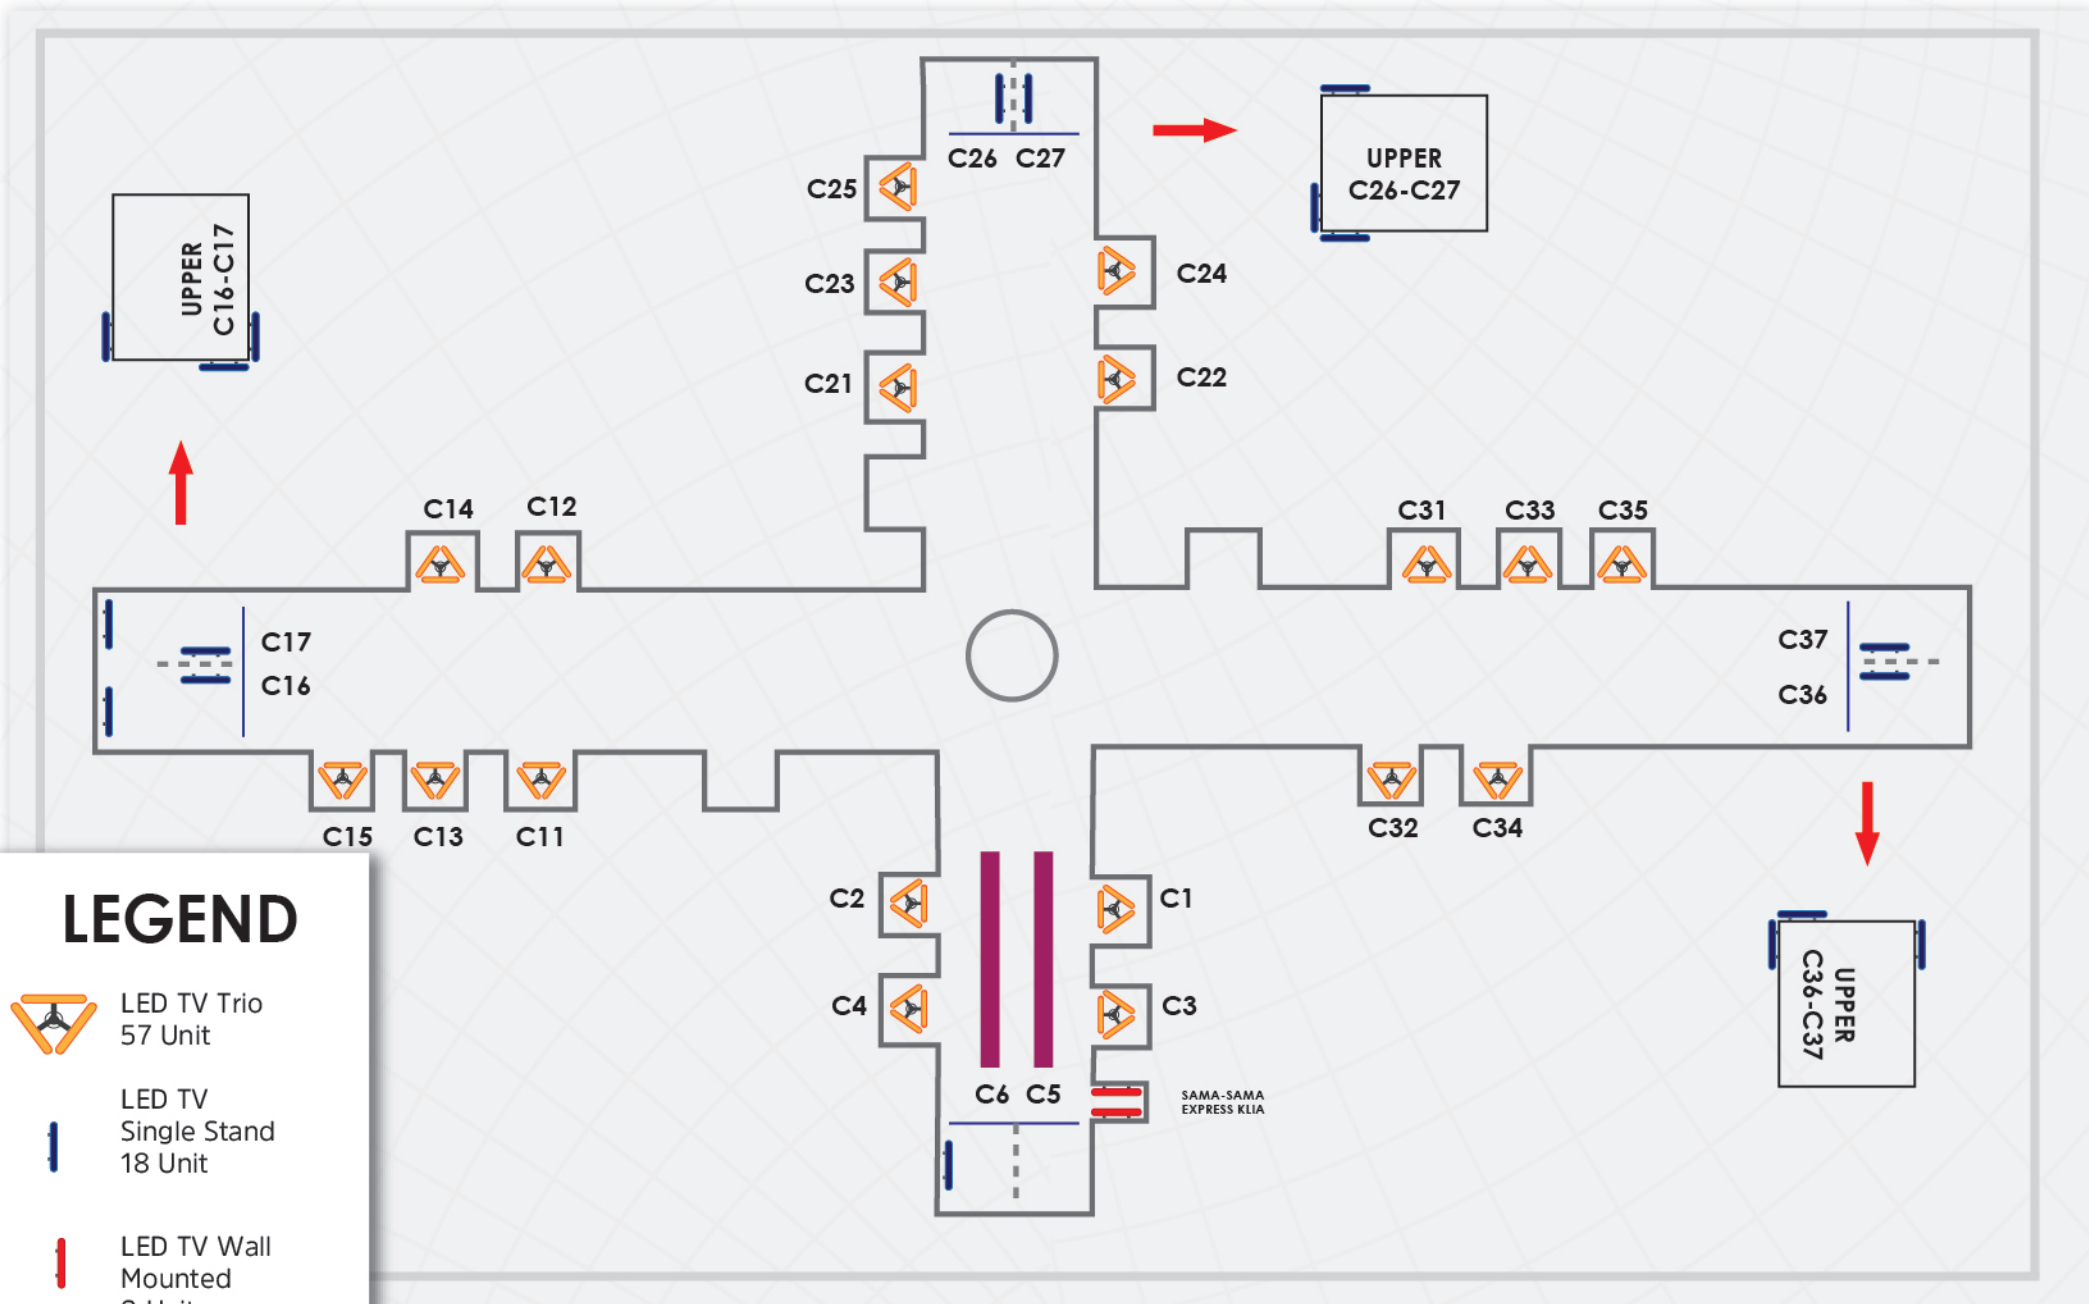 C26 C27
UPPER
C26-C27
C25
UPPER
C16-C17
C24
C23
C22
C21
C14
C12
C31
C33
C35
C17
C16
C37
C36
C15
C13
C11
C32
C34
C2
C1
C4
C3
C6 C5
SAMA-SAMA
EXPRESS KLIA
UPPER
C36-C37
LEGEND
LED TV Trio
57 Unit
LED TV
Single Stand
18 Unit
LED TV Wall
Mounted